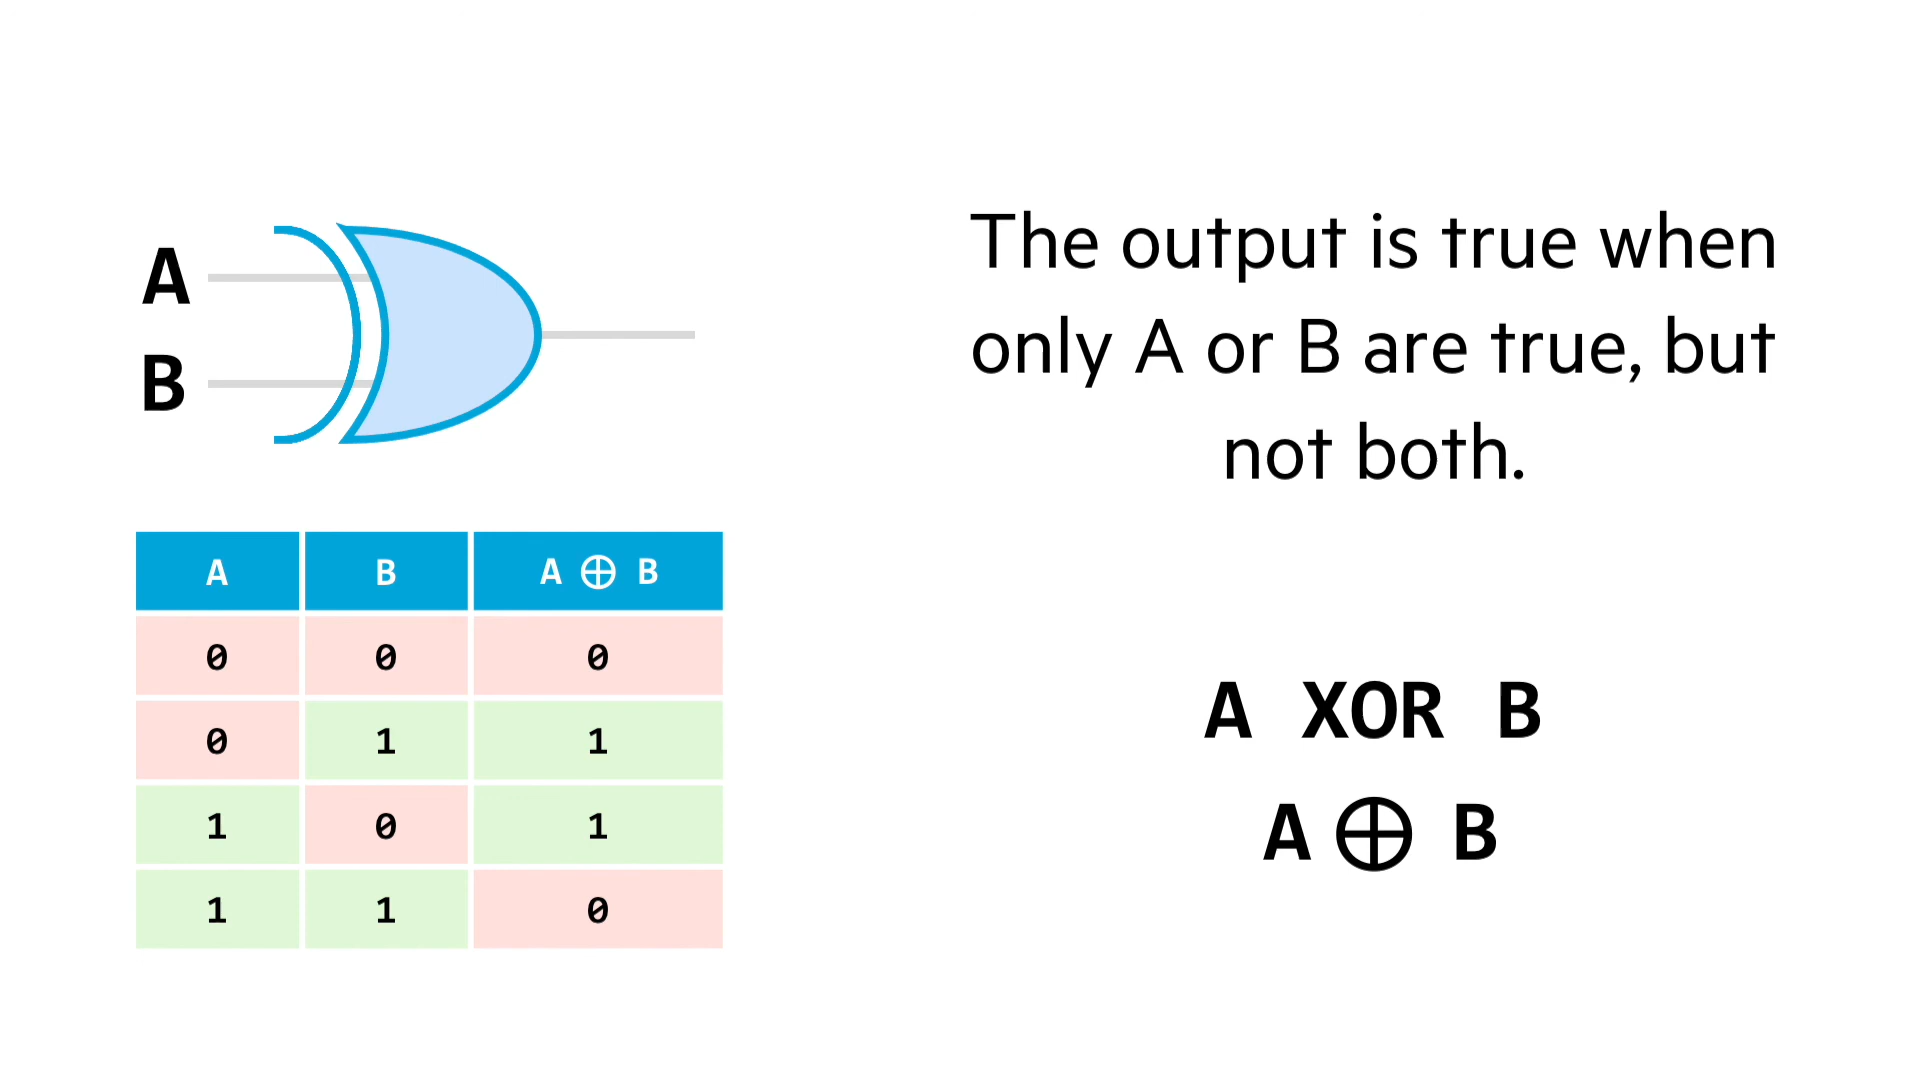 A
B
The output is true when
only A or B are true, but
not both.
A B A ⊕ B
0 0 0
0 1 1
1 0 1
1 1 0
A XOR B
A ⊕ B